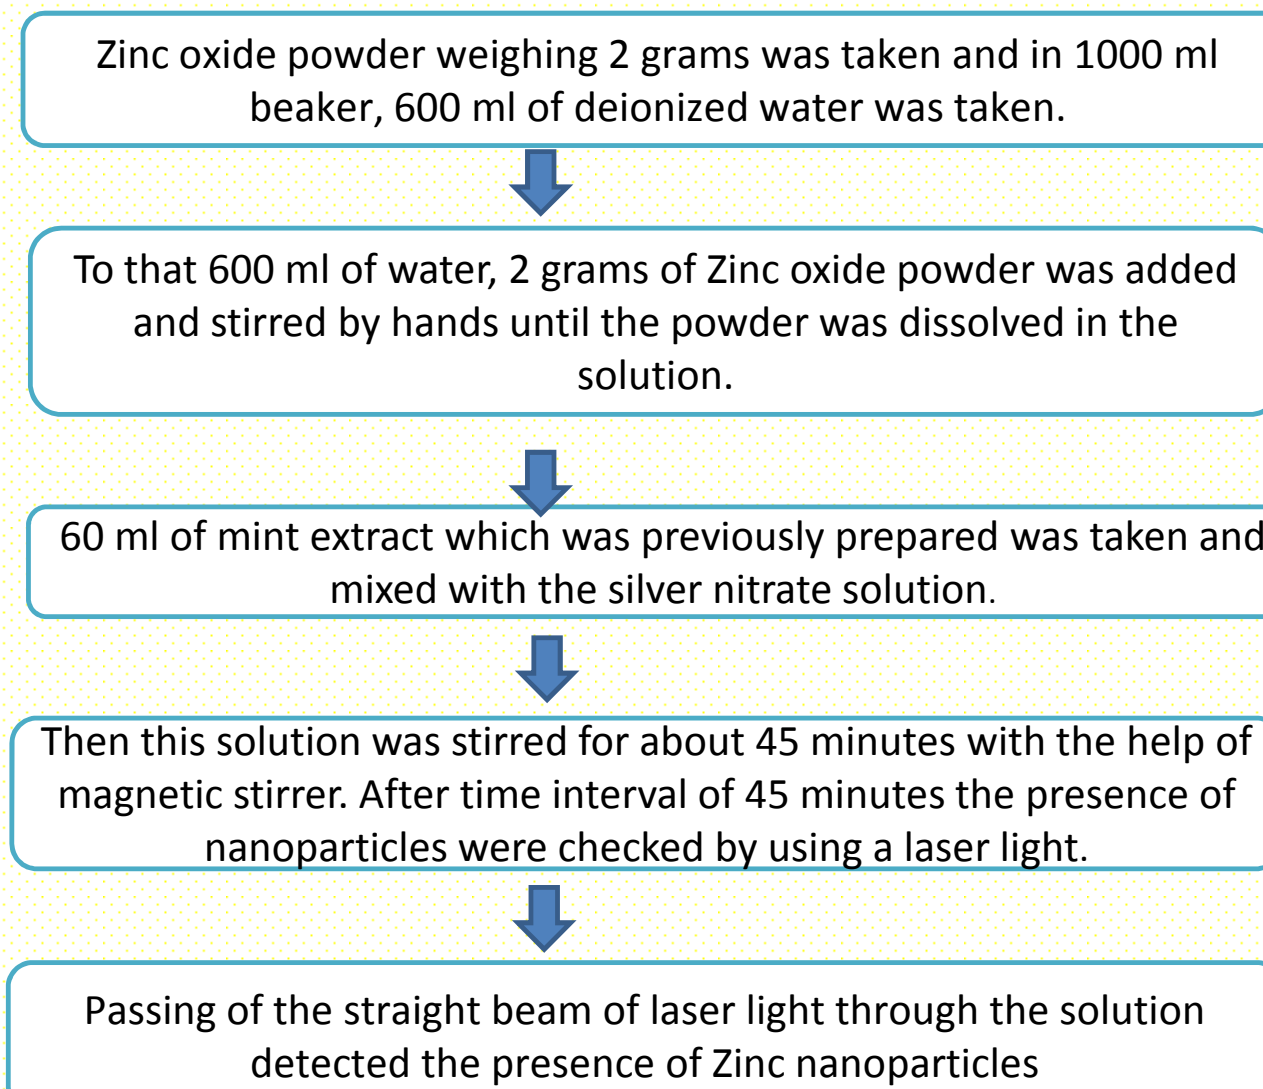 Zinc oxide powder weighing 2 grams was taken and in 1000 ml
beaker, 600 ml of deionized water was taken.
To that 600 ml of water, 2 grams of Zinc oxide powder was added
and stirred by hands until the powder was dissolved in the
solution.
60 ml of mint extract which was previously prepared was taken and
mixed with the silver nitrate solution.
Then this solution was stirred for about 45 minutes with the help of
magnetic stirrer. After time interval of 45 minutes the presence of
nanoparticles were checked by using a laser light.
Passing of the straight beam of laser light through the solution
detected the presence of Zinc nanoparticles